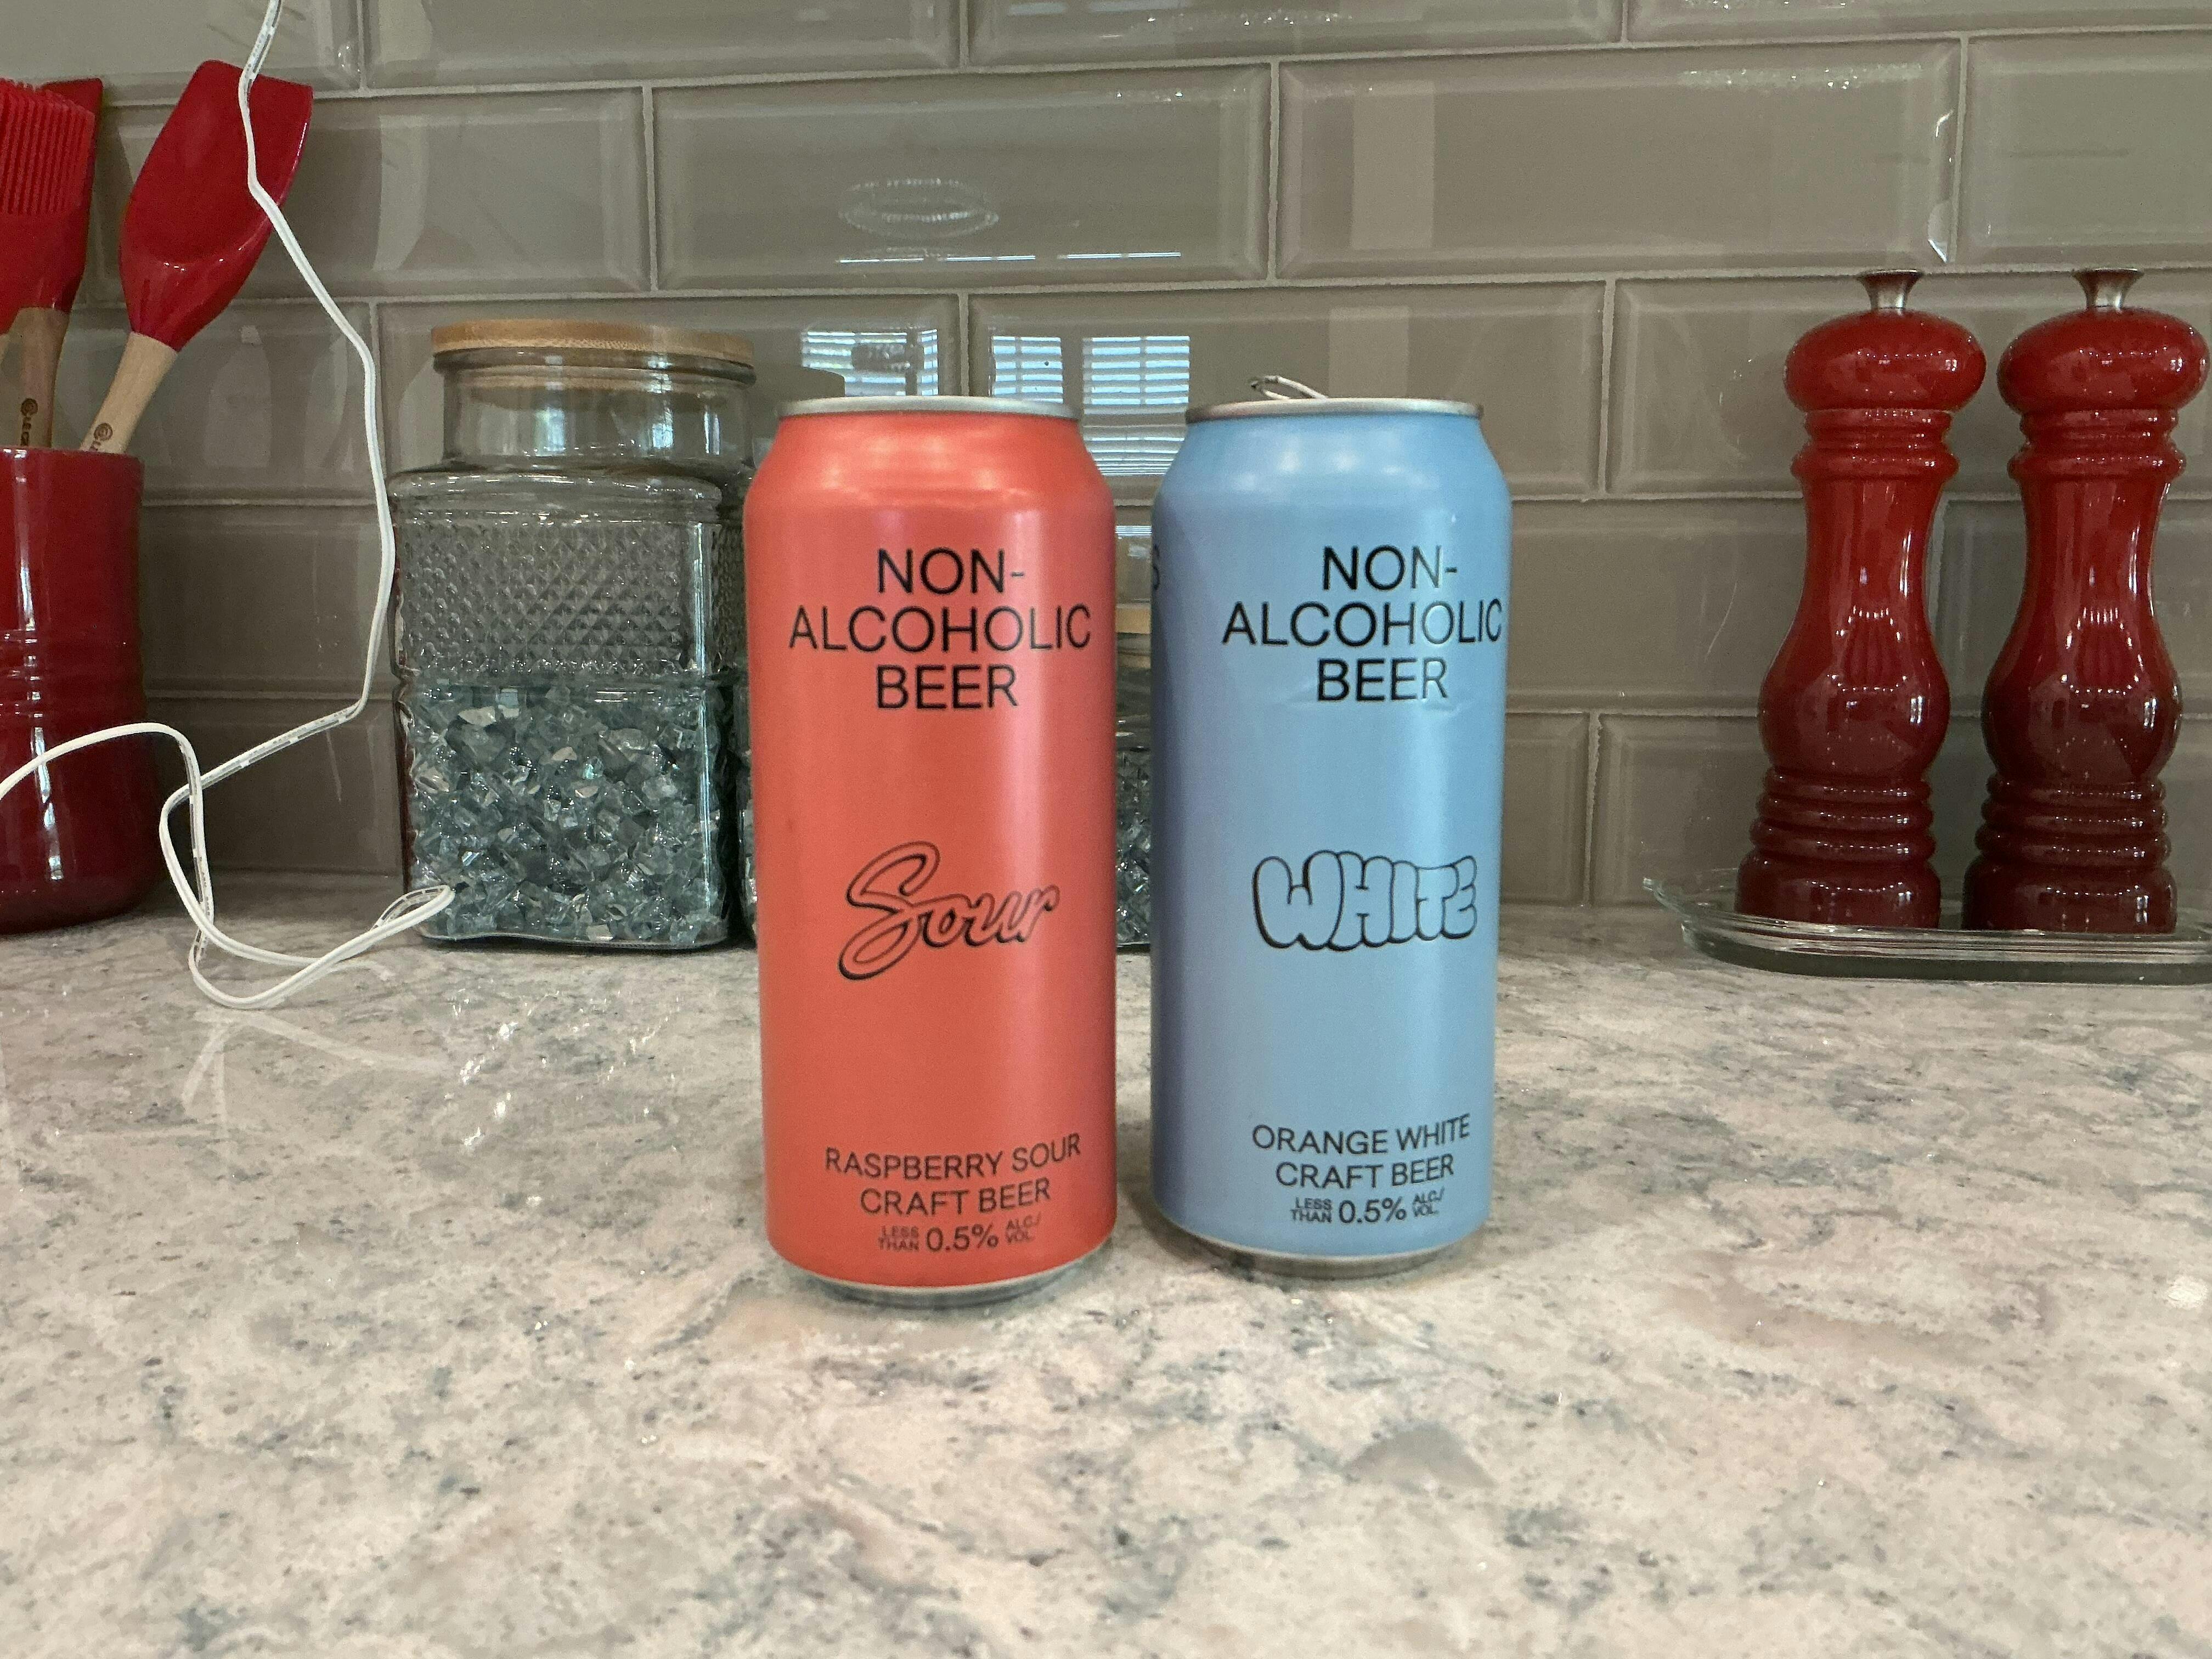 NON-
ALCOHOLIC
BEER
Sour
RASPBERRY SOUR
CRAFT BEER
LESS THAN 0.5% ALC./VOL.
S
NON-
ALCOHOLIC
BEER
WHITE
ORANGE WHITE
CRAFT BEER
LESS THAN 0.5% ALC./VOL.